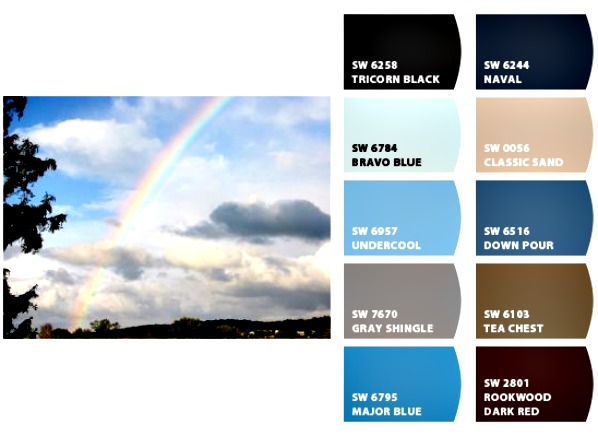 SW 6258
TRICORN BLACK
SW 6244
NAVAL
SW 6784
BRAVO BLUE
SW 0056
CLASSIC SAND
SW 6957
UNDERCOOL
SW 6516
DOWN POUR
SW 7670
GRAY SHINGLE
SW 6103
TEA CHEST
SW 6795
MAJOR BLUE
SW 2801
ROOKWOOD
DARK RED